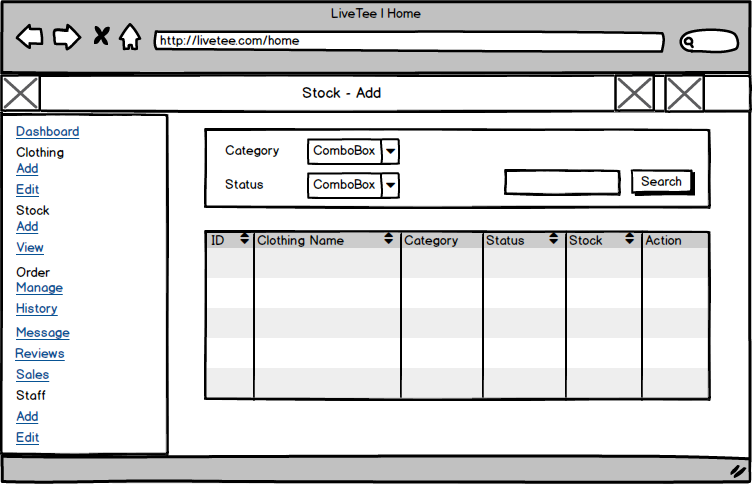 LiveTee | Home
http://livetee.com/home
Stock - Add
Dashboard
Clothing
Add
Edit
Stock
Add
View
Order
Manage
History
Message
Reviews
Sales
Staff
Add
Edit
Category ComboBox
Status ComboBox
Search
ID Clothing Name Category Status Stock Action